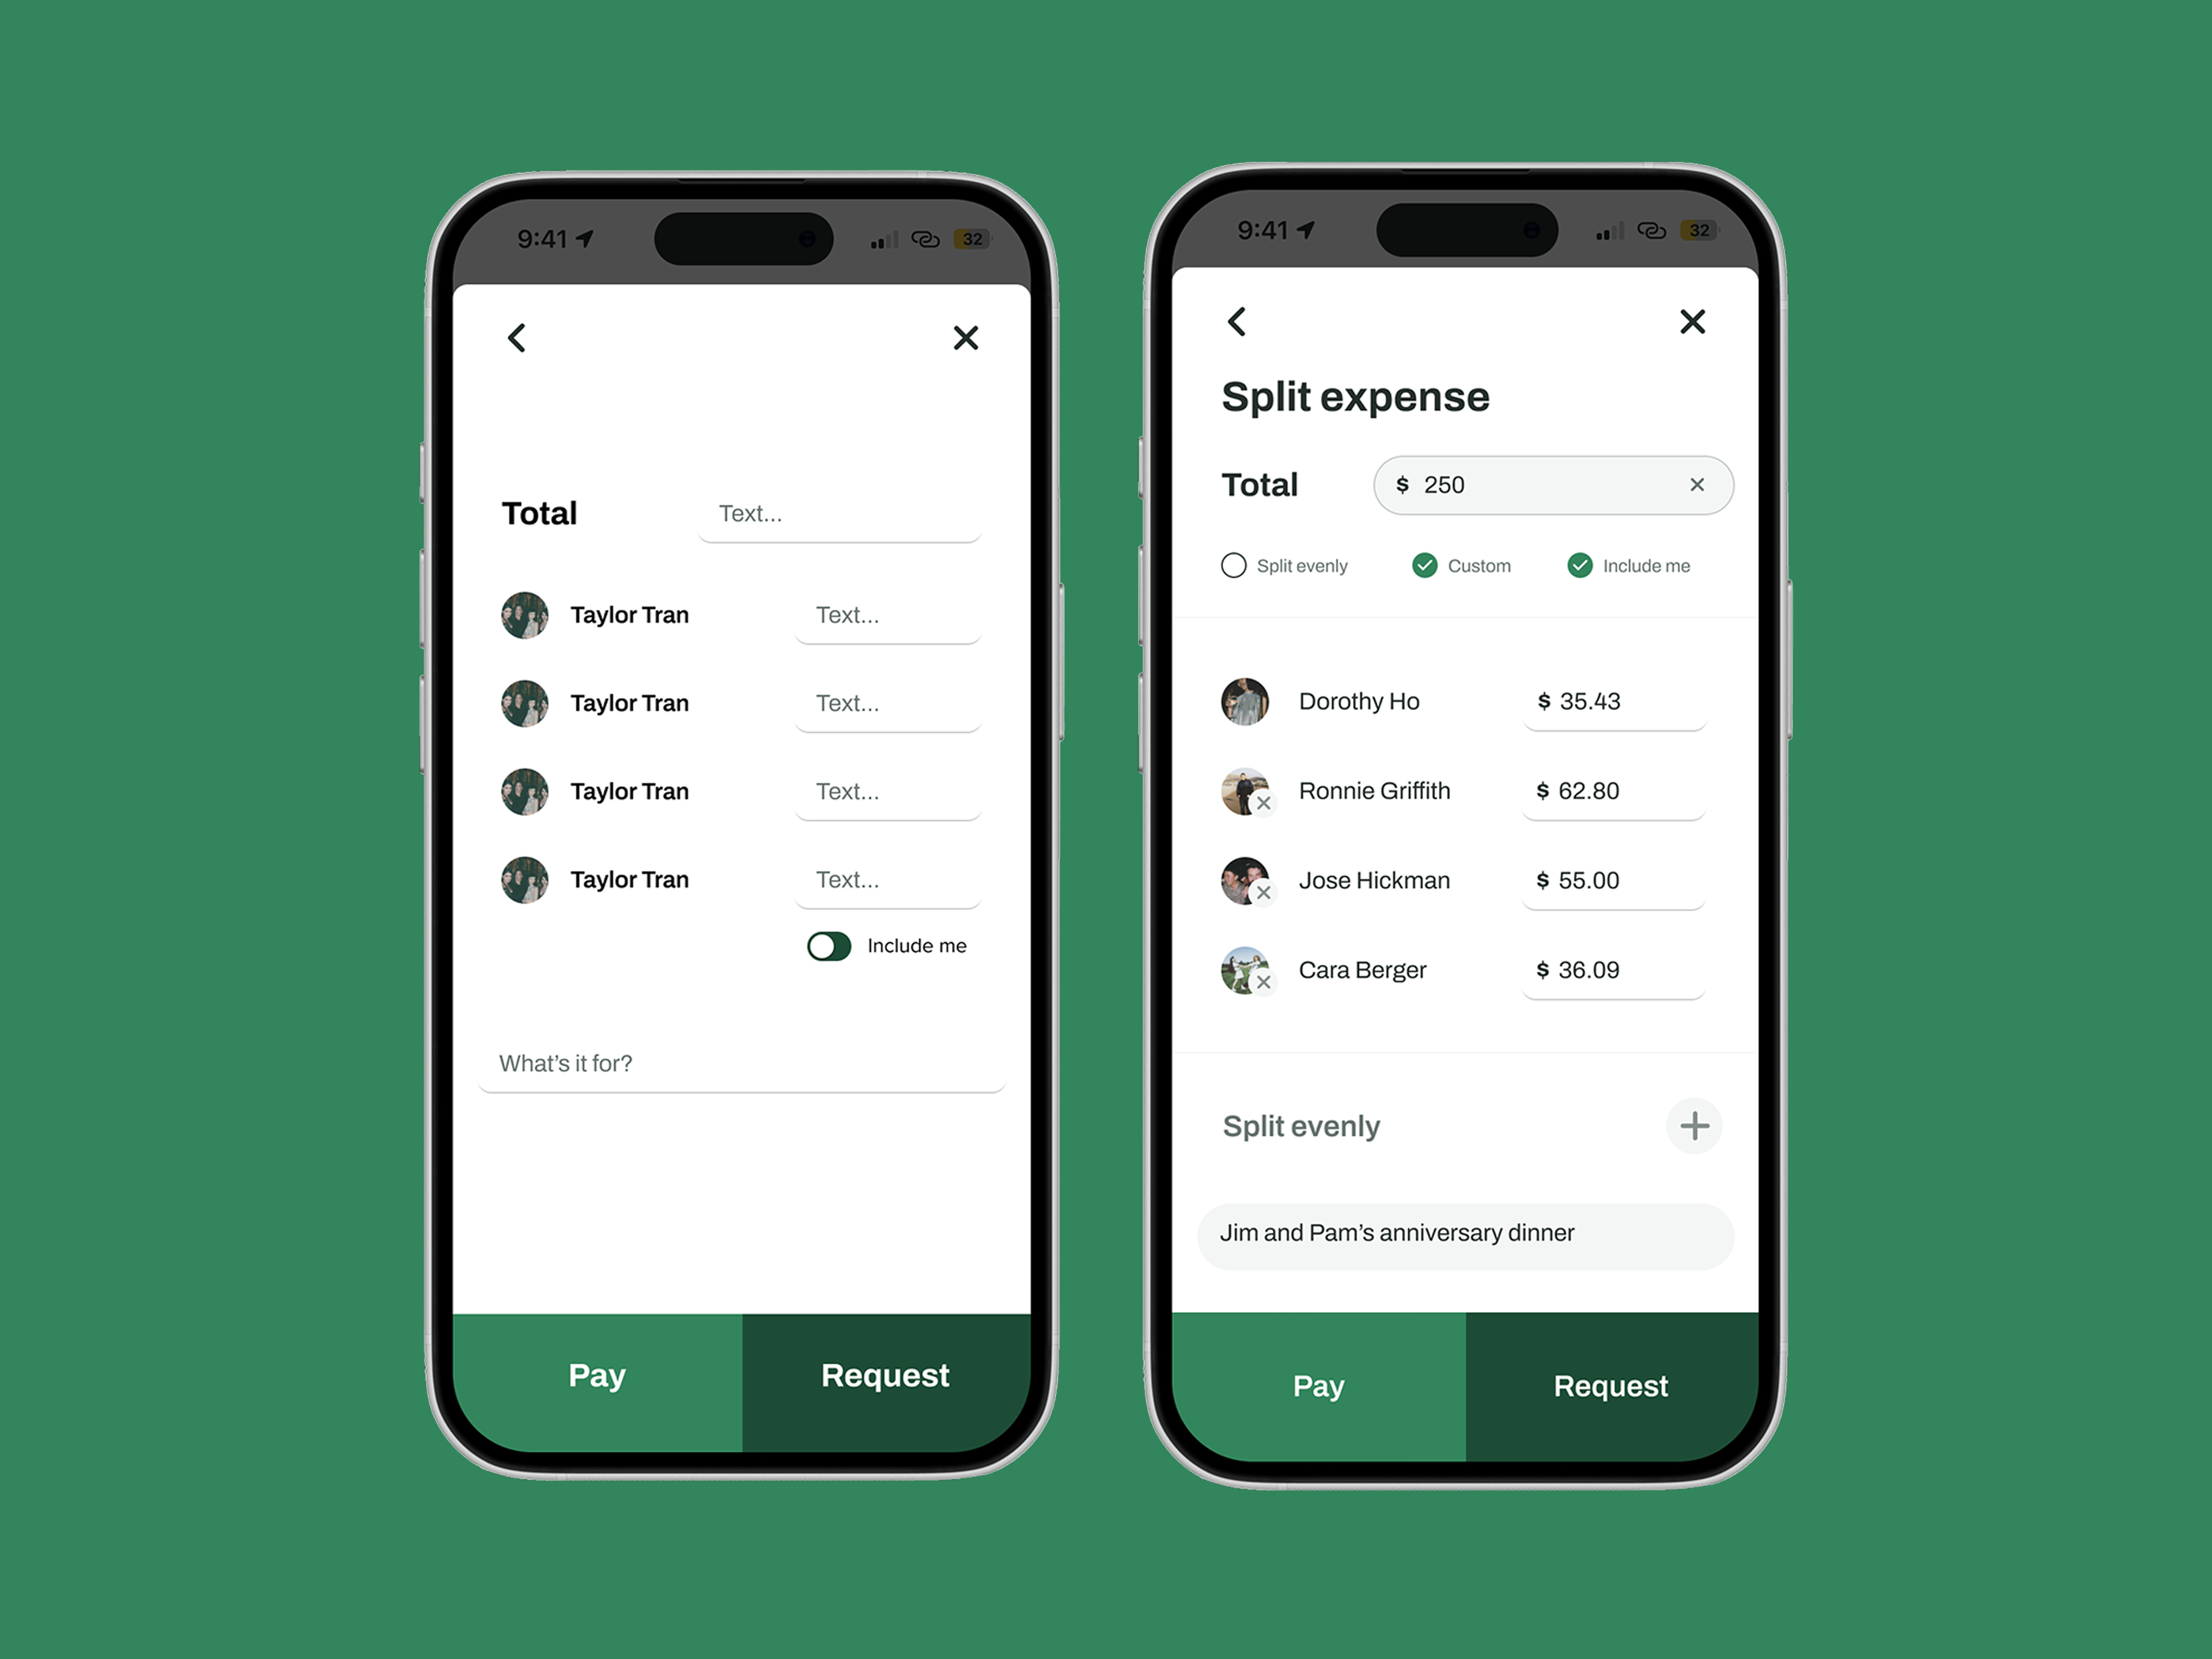 9:41
32
Total
Text...
Taylor Tran
Text...
Taylor Tran
Text...
Taylor Tran
Text...
Taylor Tran
Text...
Include me
What's it for?
Pay
Request
9:41
32
Split expense
Total
$ 250
Split evenly
Custom
Include me
Dorothy Ho
$ 35.43
Ronnie Griffith
$ 62.80
Jose Hickman
$ 55.00
Cara Berger
$ 36.09
Split evenly
Jim and Pam's anniversary dinner
Pay
Request